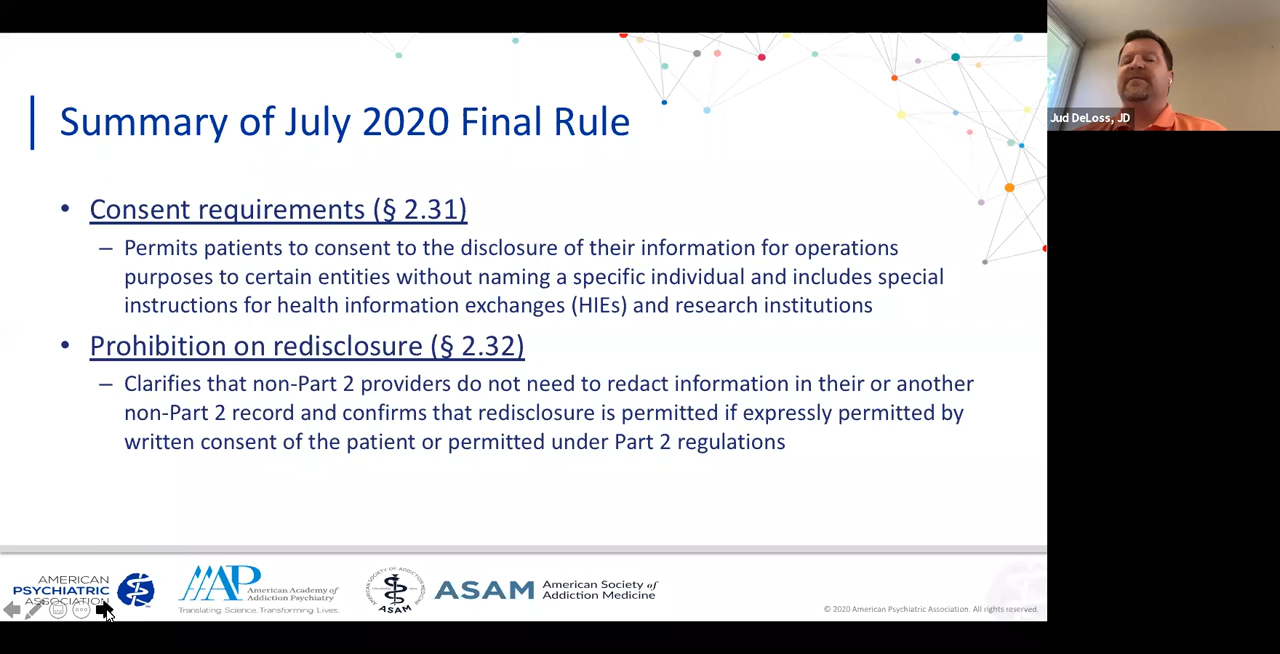 Summary of July 2020 Final Rule
• Consent requirements (§ 2.31)
– Permits patients to consent to the disclosure of their information for operations
purposes to certain entities without naming a specific individual and includes special
instructions for health information exchanges (HIEs) and research institutions
• Prohibition on redisclosure (§ 2.32)
– Clarifies that non-Part 2 providers do not need to redact information in their or another
non-Part 2 record and confirms that redisclosure is permitted if expressly permitted by
written consent of the patient or permitted under Part 2 regulations
Jud DeLoss, JD
AMERICAN
PSYCHIATRIC
ASSOCIATION
AAAP
American Academy of
Addiction Psychiatry
Translating Science. Transforming Lives.
AMERICAN SOCIETY OF ADDICTION MEDICINE
ASAM
ASAM
American Society of
Addiction Medicine
© 2020 American Psychiatric Association. All rights reserved.